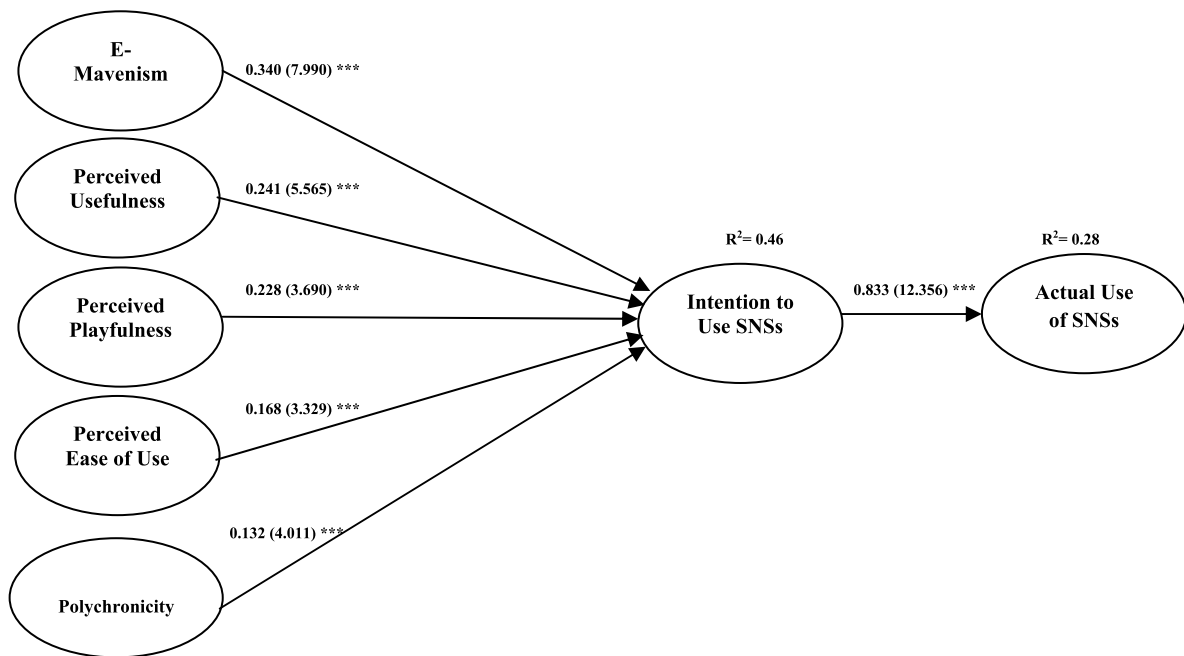 E-
Mavenism
0.340 (7.990) ***
Perceived
Usefulness
0.241 (5.565) ***
R²= 0.46
R²= 0.28
Perceived
Playfulness
0.228 (3.690) ***
Intention to
Use SNSs
0.833 (12.356) ***
Actual Use
of SNSs
Perceived
Ease of Use
0.168 (3.329) ***
0.132 (4.011) ***
Polychronicity